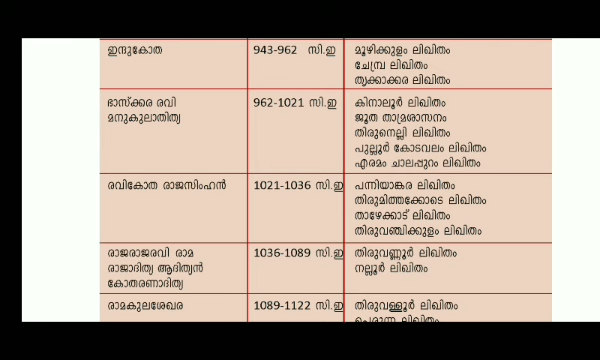 ഇന്ദുകോത
943-962 സി.ഇ
മൂഴിക്കുളം ലിഖിതം
ചേമ്പ്ര ലിഖിതം
തൃക്കാക്കര ലിഖിതം
ഭാസ്ക്കര രവി
മനുകുലാതിത്യ
962-1021 സി.ഇ
കിനാലൂർ ലിഖിതം
ജൂത താമ്രശാസനം
തിരുനെല്ലി ലിഖിതം
പുല്ലൂർ കോടവലം ലിഖിതം
എരമം ചാലപ്പുറം ലിഖിതം
രവികോത രാജസിംഹൻ
1021-1036 സി.ഇ
പന്നിയാങ്കര ലിഖിതം
തിരുമിത്തക്കോടെ ലിഖിതം
താഴേക്കാട് ലിഖിതം
തിരുവഞ്ചിക്കുളം ലിഖിതം
രാജരാജരവി രാമ
രാജാദിത്യ ആദിത്യൻ
കോതരണാദിത്യ
1036-1089 സി.ഇ
തിരുവണ്ണൂർ ലിഖിതം
നല്ലൂർ ലിഖിതം
രാമകുലശേഖര
1089-1122 സി.ഇ
തിരുവള്ളൂർ ലിഖിതം
പെരുന്ന ലിഖിതം